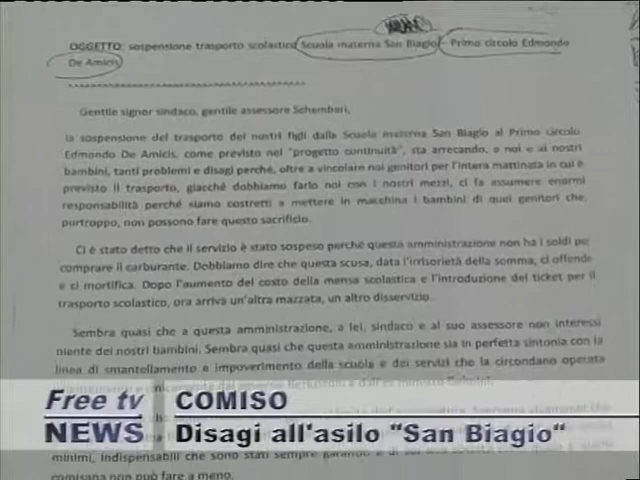 OGGETTO: sospensione trasporto scolastico Scuola materna San Biagio - Primo circolo Edmondo
De Amicis
Gentile signor sindaco, gentile assessore Schembari,
la sospensione del trasporto dei nostri figli dalla Scuola materna San Biagio al Primo circolo
Edmondo De Amicis, come previsto nel "progetto continuità", sta arrecando, a noi e ai nostri
bambini, tanti problemi e disagi perché, oltre a vincolare noi genitori per l'intera mattinata in cui è
previsto il trasporto, giacché dobbiamo farlo noi con i nostri mezzi, ci fa assumere enormi
responsabilità perché siamo costretti a mettere in macchina i bambini di quei genitori che
purtroppo, non possono fare questo sacrificio.
Ci è stato detto che il servizio è stato sospeso perché questa amministrazione non ha i soldi pe
comprare il carburante. Dobbiamo dire che questa scusa, data l'irrisorietà della somma, ci offende
e ci mortifica. Dopo l'aumento del costo della mensa scolastica e l'introduzione del ticket per il
trasporto scolastico, ora arriva un'altra mazzata, un altro disservizio.
Sembra quasi che a questa amministrazione, a lei, sindaco e al suo assessore non interessi
niente dei nostri bambini. Sembra quasi che questa amministrazione sia in perfetta sintonia con la
linea di smantellamento e impoverimento della scuola e dei servizi che la circondano operata
Free tv
NEWS
COMISO
Disagi all'asilo "San Biagio"
minimi, indispensabili che sono stati sempre
comisana non può fare a meno.